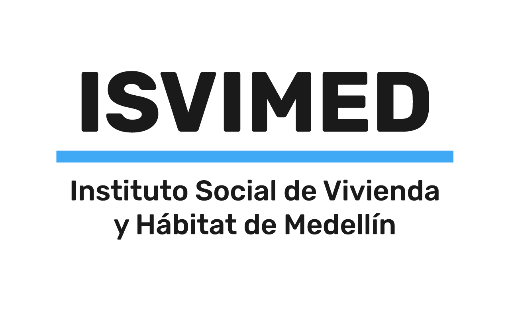 ISVIMED
Instituto Social de Vivienda
y Hábitat de Medellín